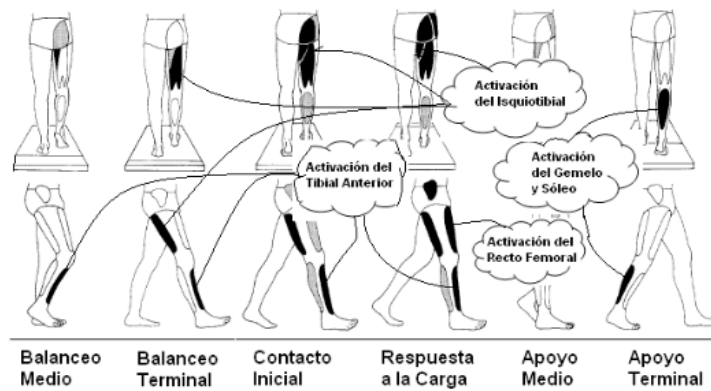 Activación
del Isquiotibial
Activación del
Tibial Anterior
Activación
del Gemelo
y Sóleo
Activación del
Recto Femoral
Balanceo
Medio
Balanceo
Terminal
Contacto
Inicial
Respuesta
a la Carga
Apoyo
Medio
Apoyo
Terminal